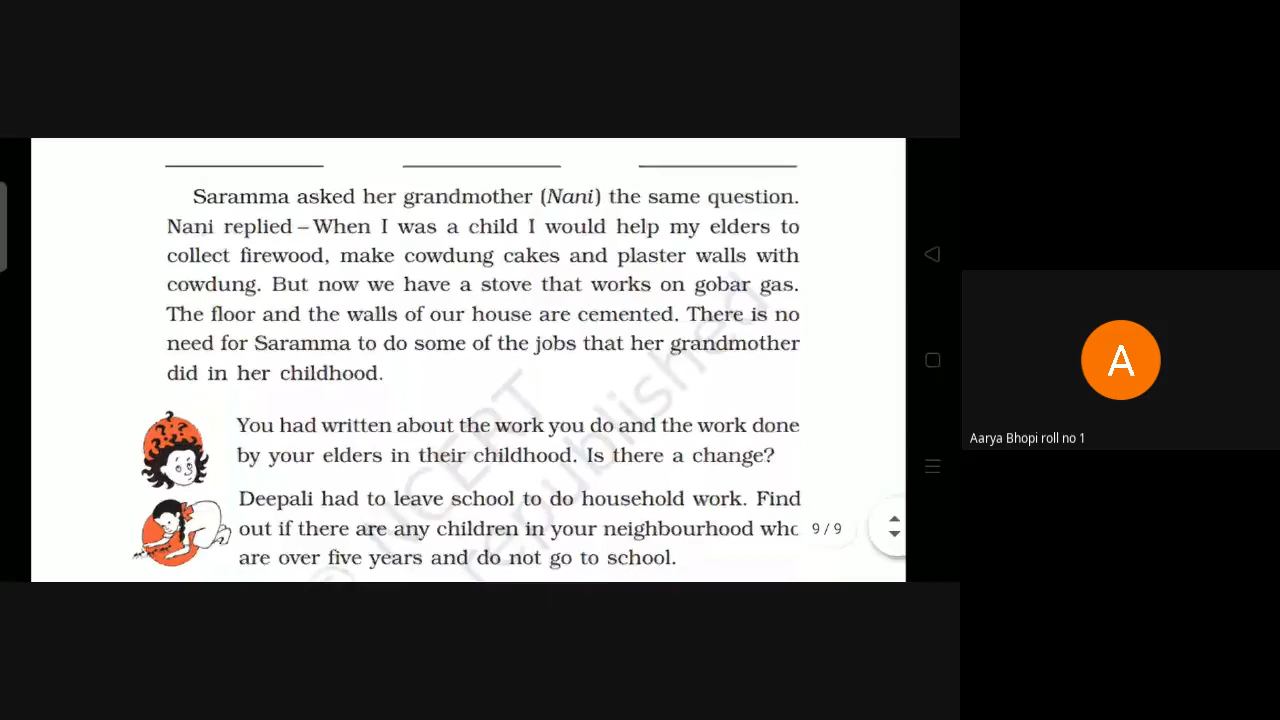 Saramma asked her grandmother (Nani) the same question.
Nani replied – When I was a child I would help my elders to
collect firewood, make cowdung cakes and plaster walls with
cowdung. But now we have a stove that works on gobar gas.
The floor and the walls of our house are cemented. There is no
need for Saramma to do some of the jobs that her grandmother
did in her childhood.
You had written about the work you do and the work done
by your elders in their childhood. Is there a change?
Deepali had to leave school to do household work. Find
out if there are any children in your neighbourhood who
are over five years and do not go to school.
9 / 9
© NCERT
republished
A
Aarya Bhopi roll no 1